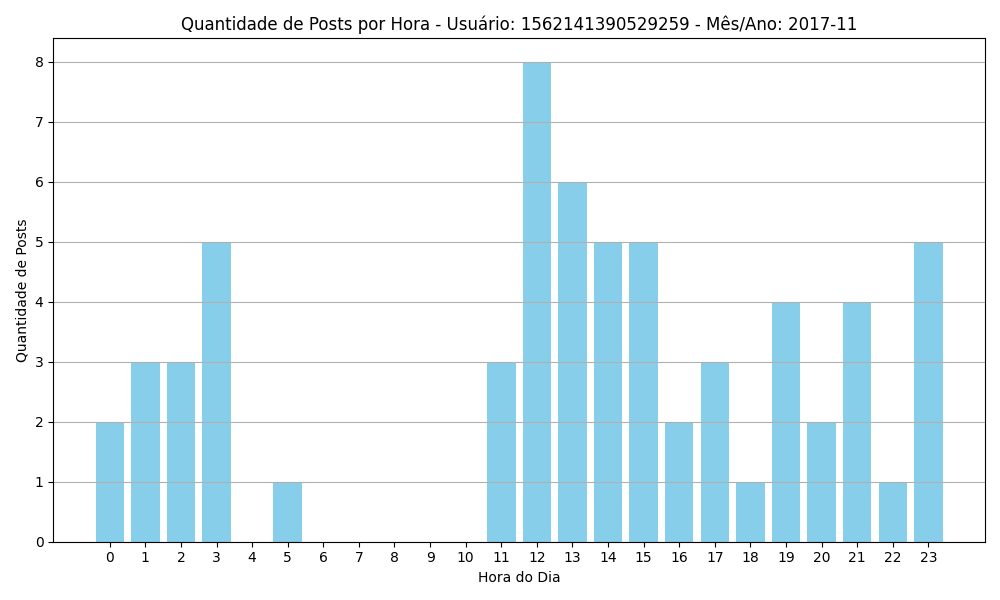 Quantidade de Posts por Hora - Usuário: 1562141390529259 - Mês/Ano: 2017-11
Quantidade de Posts
8
7
6
5
4
3
2
1
0
0 1 2 3 4 5 6 7 8 9 10 11 12 13 14 15 16 17 18 19 20 21 22 23
Hora do Dia